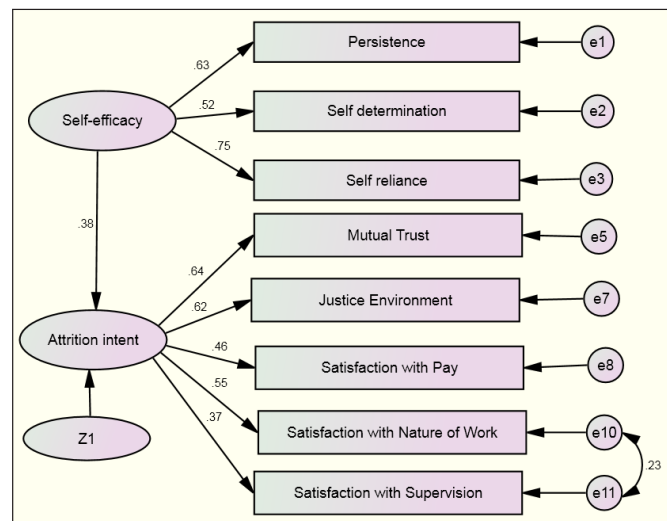 Persistence
e1
.63
Self-efficacy
.52
Self determination
e2
.75
Self reliance
e3
.38
Mutual Trust
e5
.64
Justice Environment
e7
.62
Attrition intent
.46
Satisfaction with Pay
e8
.55
.37
Z1
Satisfaction with Nature of Work
e10
.23
Satisfaction with Supervision
e11